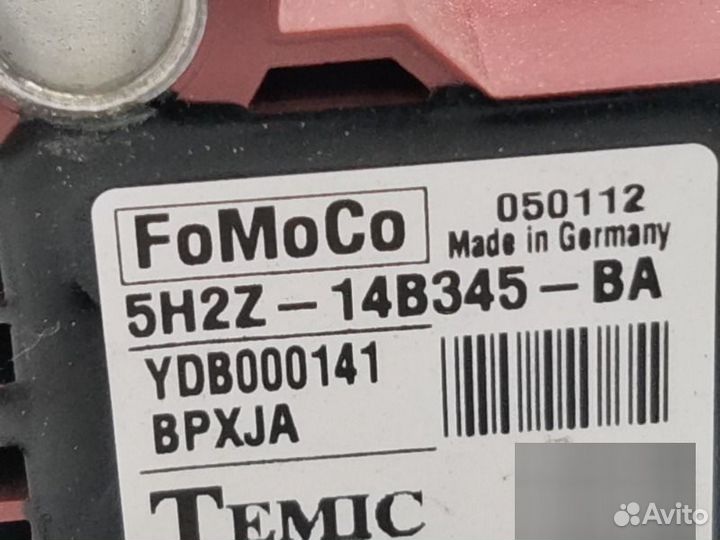 FoMoCo
050112
Made in Germany
5H2Z-14B345-BA
YDB000141
BPXJA
TEMIC
Avito